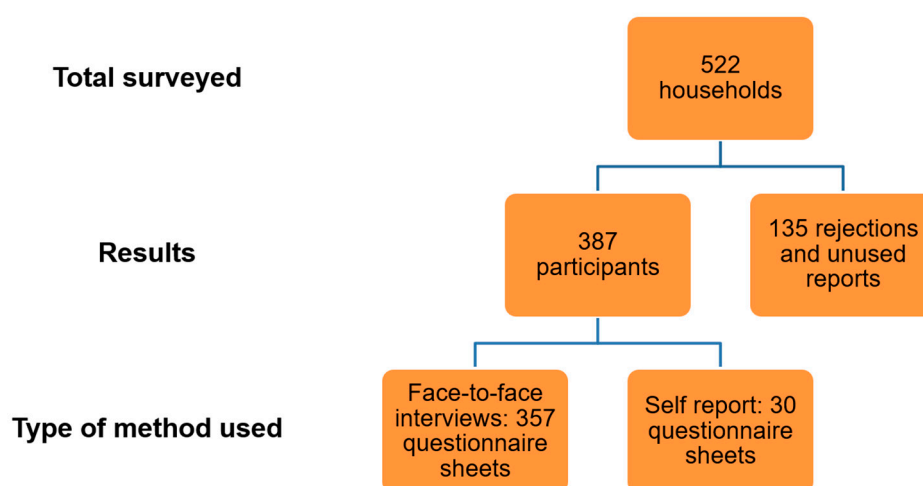 Total surveyed
522
households
Results
387
participants
135 rejections
and unused
reports
Type of method used
Face-to-face
interviews: 357
questionnaire
sheets
Self report: 30
questionnaire
sheets